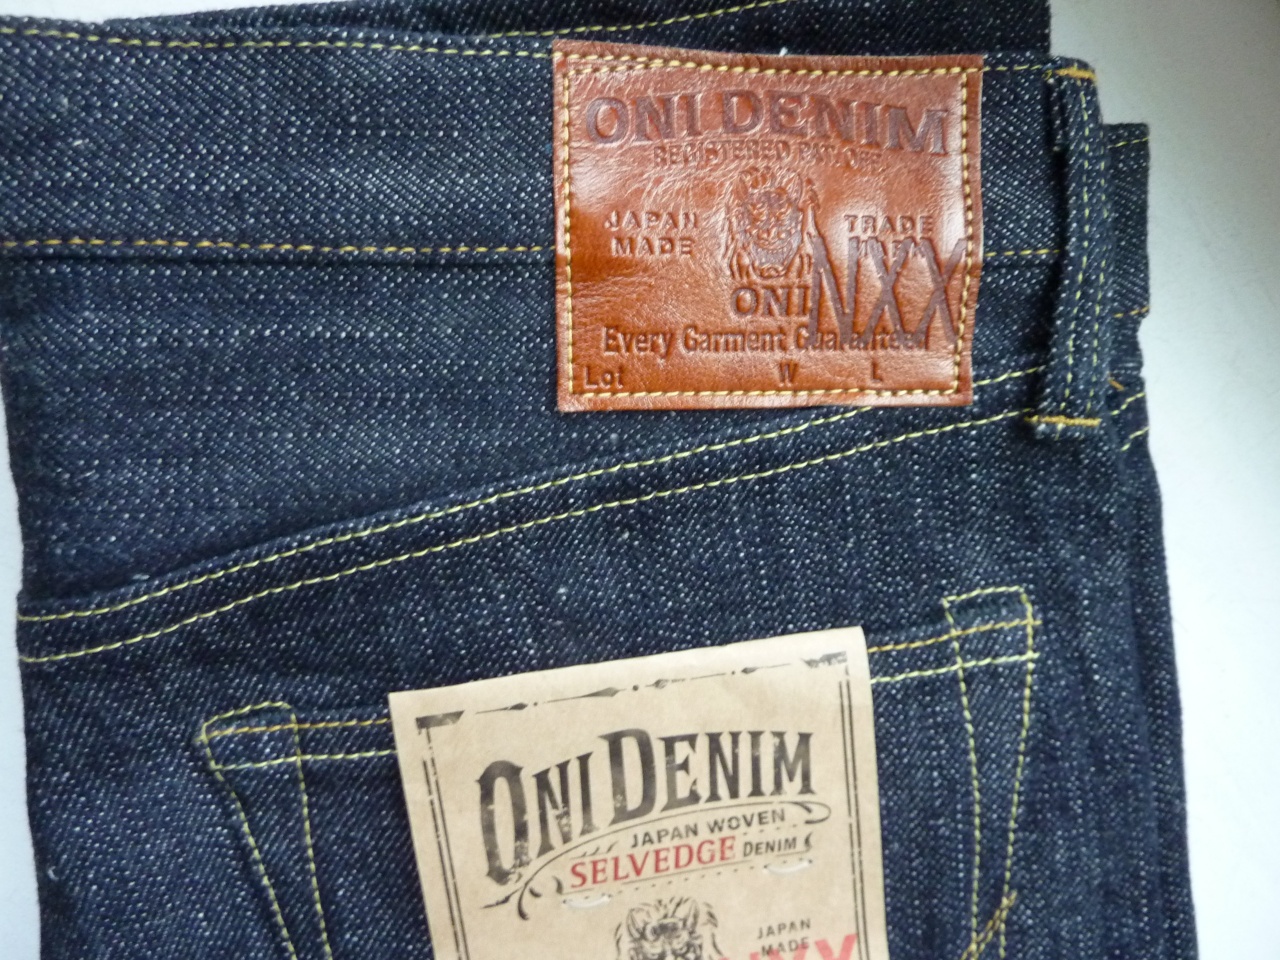 ONI DENIM
REGISTERED PAT. OFF
JAPAN MADE
TRADE MARK
ONI
NXX
Every Garment Guaranteed
Lot W L
ONI DENIM
JAPAN WOVEN
SELVEDGE DENIM
JAPAN
MADE